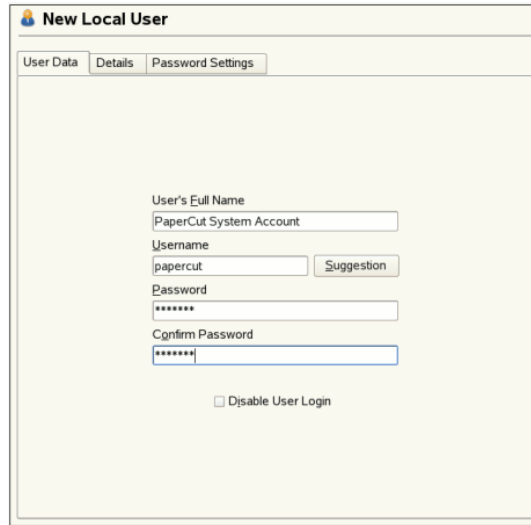 New Local User
User Data Details Password Settings
User's Full Name
PaperCut System Account
Username
papercut Suggestion
Password
*******
Confirm Password
*******
Disable User Login